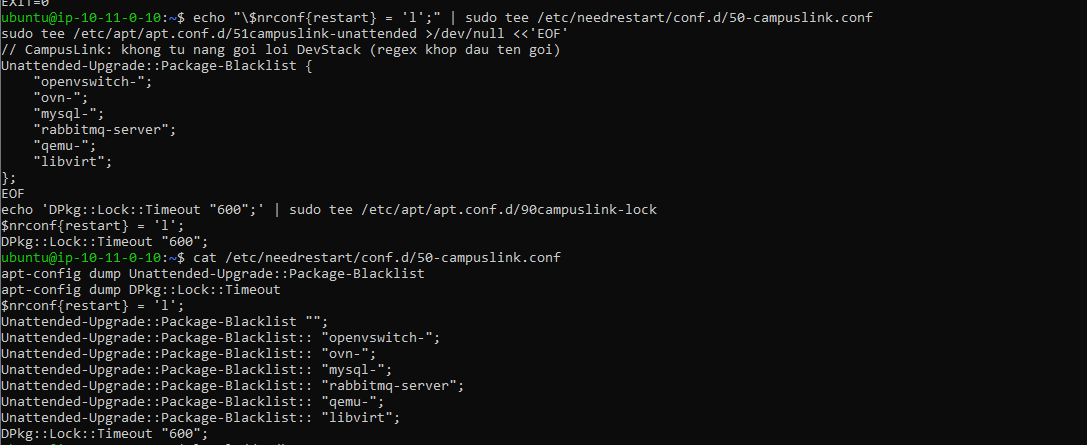 EXIT=0
ubuntu@ip-10-11-0-10:~$ echo "\$nrconf{restart} = 'l';" | sudo tee /etc/needrestart/conf.d/50-campuslink.conf
sudo tee /etc/apt/apt.conf.d/51campuslink-unattended >/dev/null <<'EOF'
// CampusLink: khong tu nang goi loi DevStack (regex khop dau ten goi)
Unattended-Upgrade::Package-Blacklist {
    "openvswitch-";
    "ovn-";
    "mysql-";
    "rabbitmq-server";
    "qemu-";
    "libvirt";
};
EOF
echo 'DPkg::Lock::Timeout "600";' | sudo tee /etc/apt/apt.conf.d/90campuslink-lock
$nrconf{restart} = 'l';
DPkg::Lock::Timeout "600";
ubuntu@ip-10-11-0-10:~$ cat /etc/needrestart/conf.d/50-campuslink.conf
apt-config dump Unattended-Upgrade::Package-Blacklist
apt-config dump DPkg::Lock::Timeout
$nrconf{restart} = 'l';
Unattended-Upgrade::Package-Blacklist "";
Unattended-Upgrade::Package-Blacklist:: "openvswitch-";
Unattended-Upgrade::Package-Blacklist:: "ovn-";
Unattended-Upgrade::Package-Blacklist:: "mysql-";
Unattended-Upgrade::Package-Blacklist:: "rabbitmq-server";
Unattended-Upgrade::Package-Blacklist:: "qemu-";
Unattended-Upgrade::Package-Blacklist:: "libvirt";
DPkg::Lock::Timeout "600";